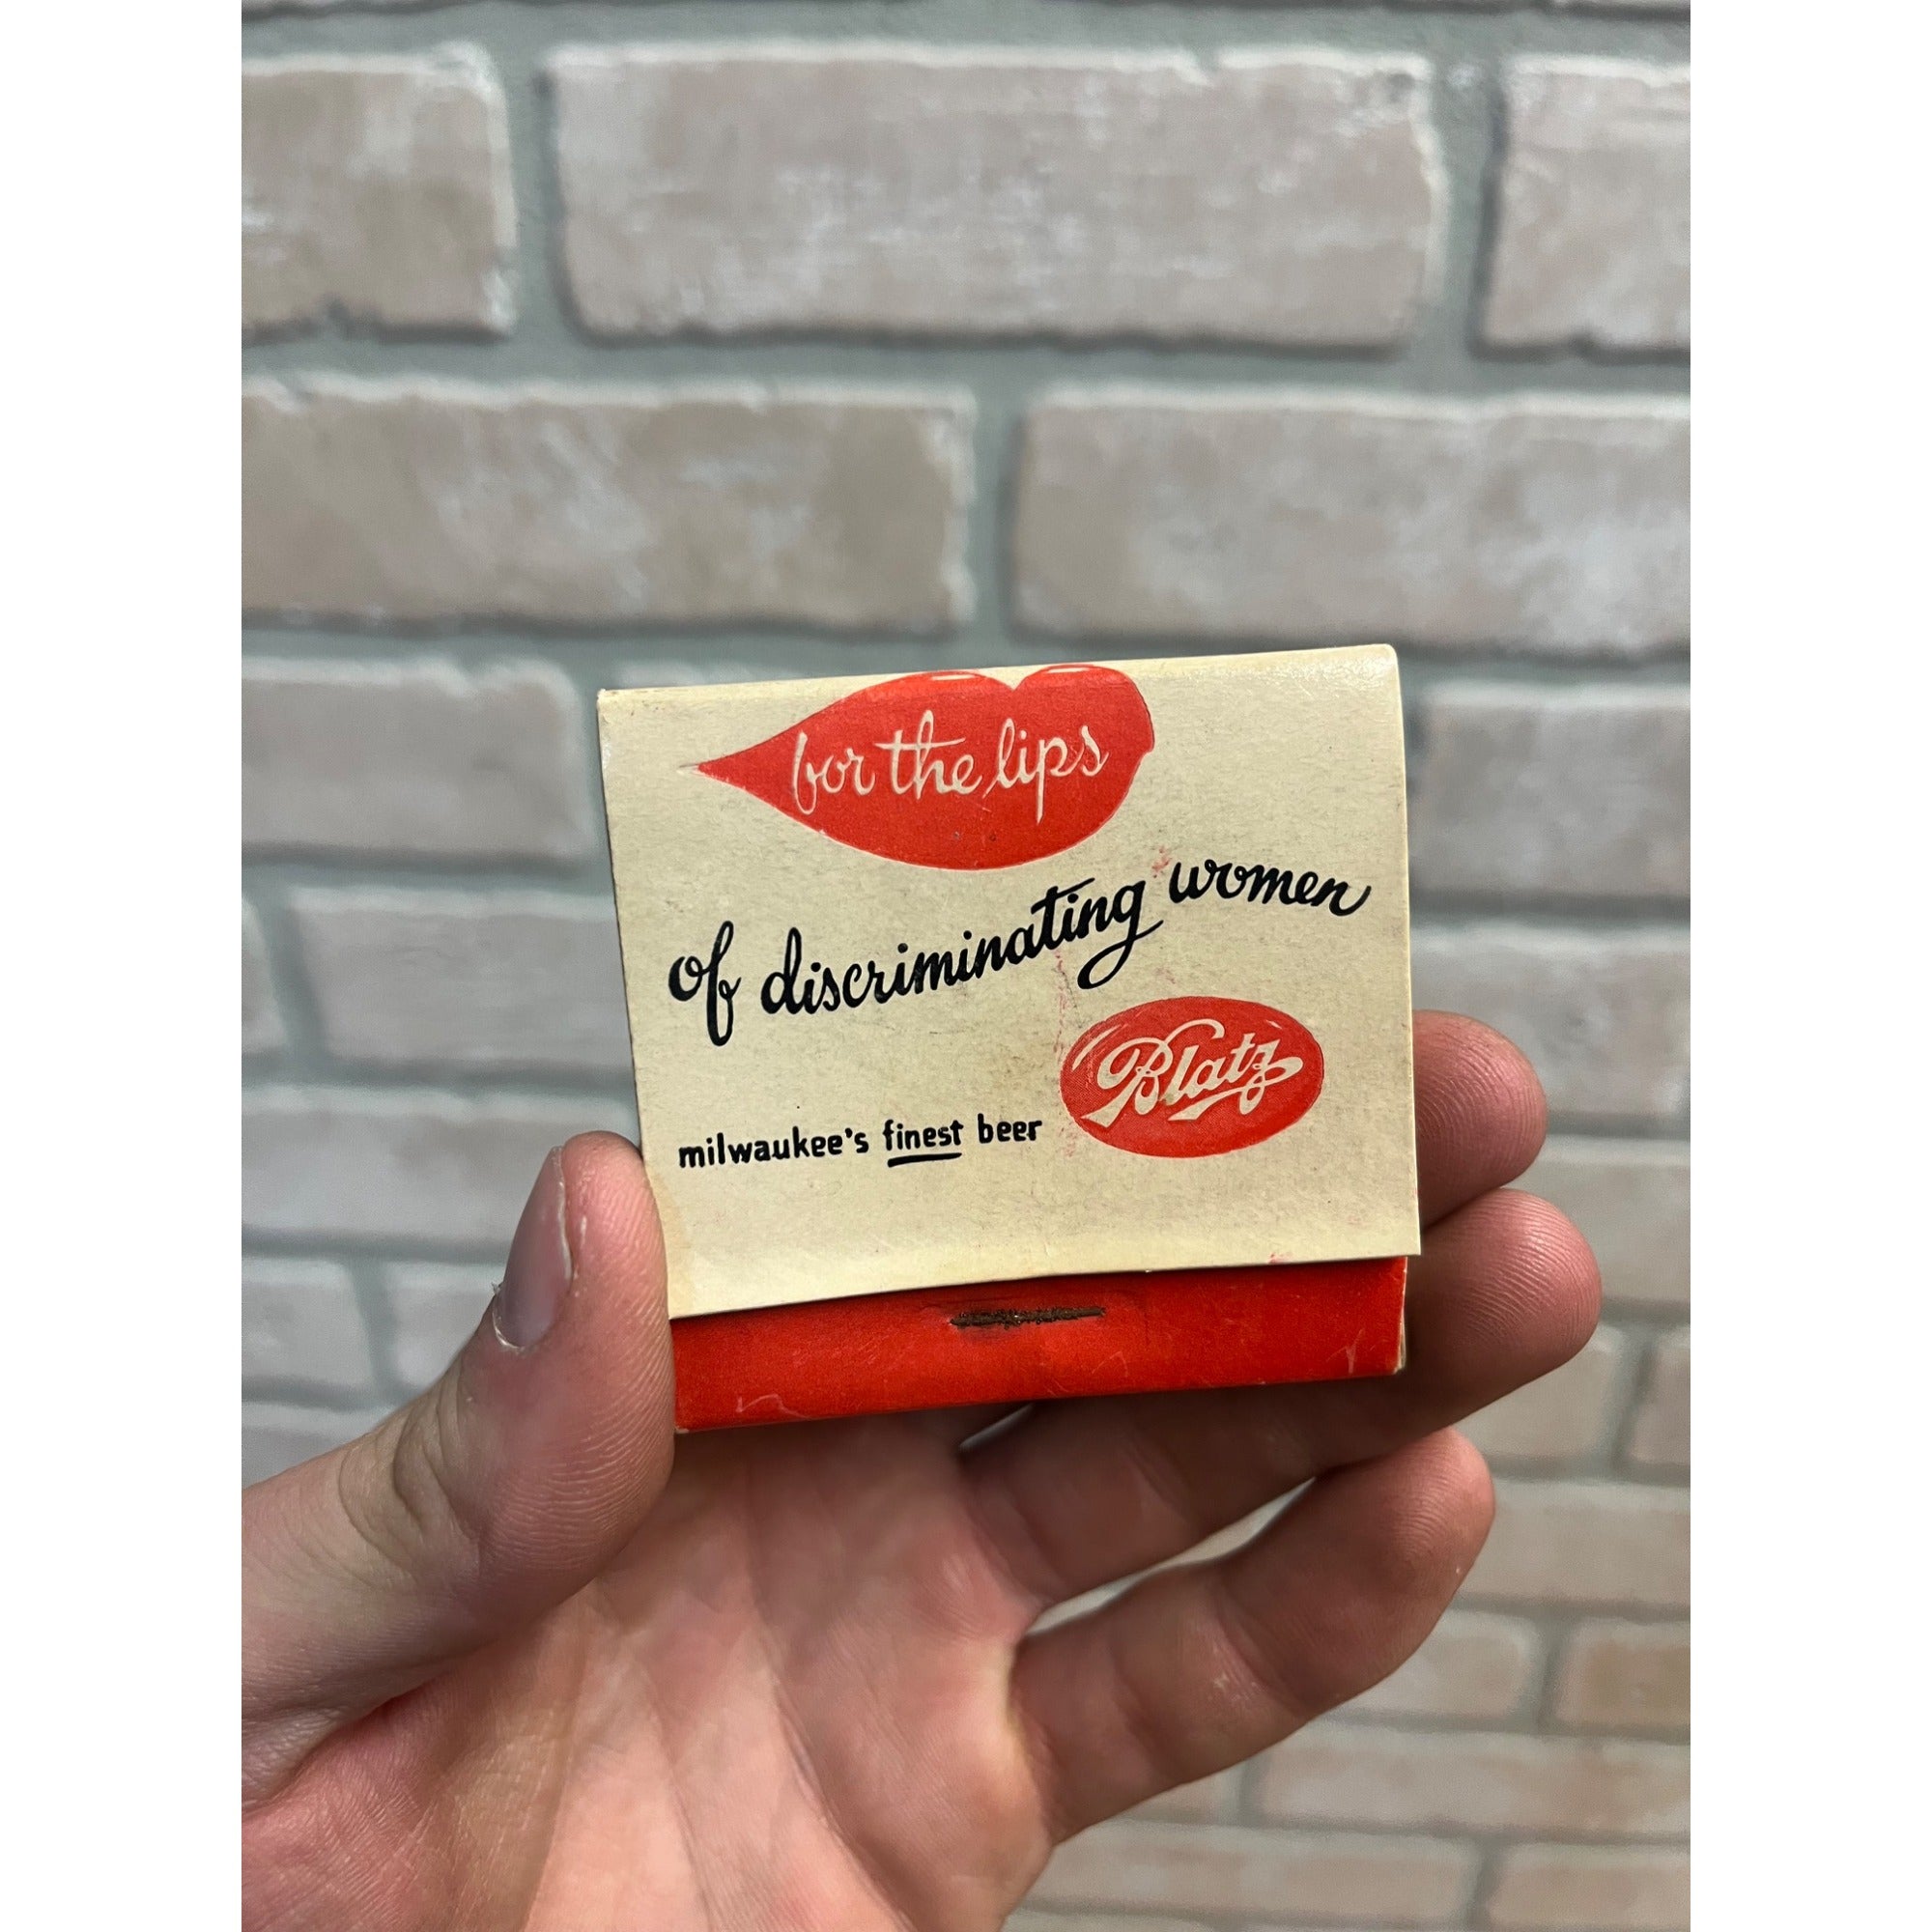 for the lips
of discriminating women
milwaukee's finest beer
Blatz